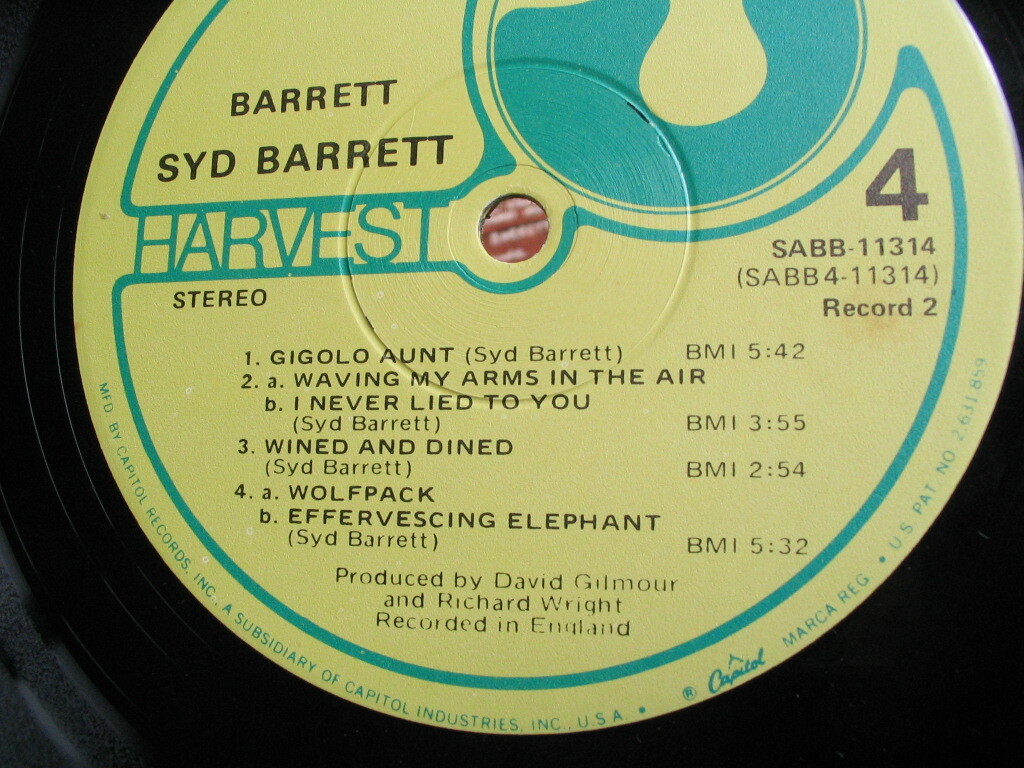 BARRETT
SYD BARRETT
HARVEST
STEREO
4
SABB-11314
(SABB4-11314)
Record 2
1. GIGOLO AUNT (Syd Barrett) BMI 5:42
2. a. WAVING MY ARMS IN THE AIR
b. I NEVER LIED TO YOU
(Syd Barrett) BMI 3:55
3. WINED AND DINED
(Syd Barrett) BMI 2:54
4. a. WOLFPACK
b. EFFERVESCING ELEPHANT
(Syd Barrett) BMI 5:32
Produced by David Gilmour
and Richard Wright
Recorded in England
MFD. BY CAPITOL RECORDS, INC., A SUBSIDIARY OF CAPITOL INDUSTRIES, INC., U.S.A. • ® Capitol MARCA REG. • U.S. PAT. NO. 2,631,859